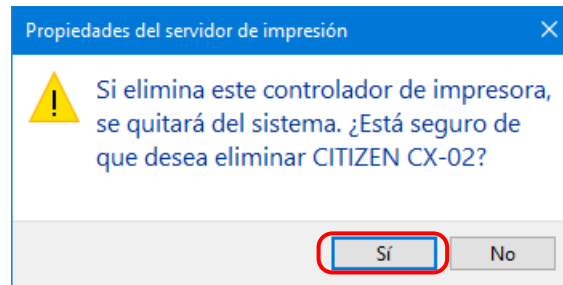 Propiedades del servidor de impresión
Si elimina este controlador de impresora,
se quitará del sistema. ¿Está seguro de
que desea eliminar CITIZEN CX-02?
Sí
No